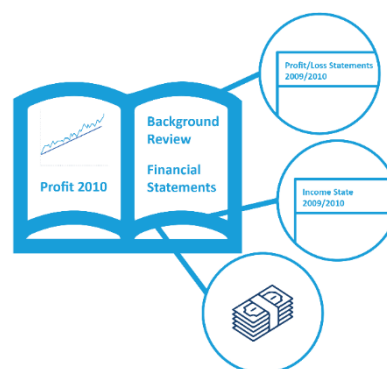 Profit 2010
Background
Review
Financial
Statements
Profit/Loss Statements
2009/2010
Income State
2009/2010